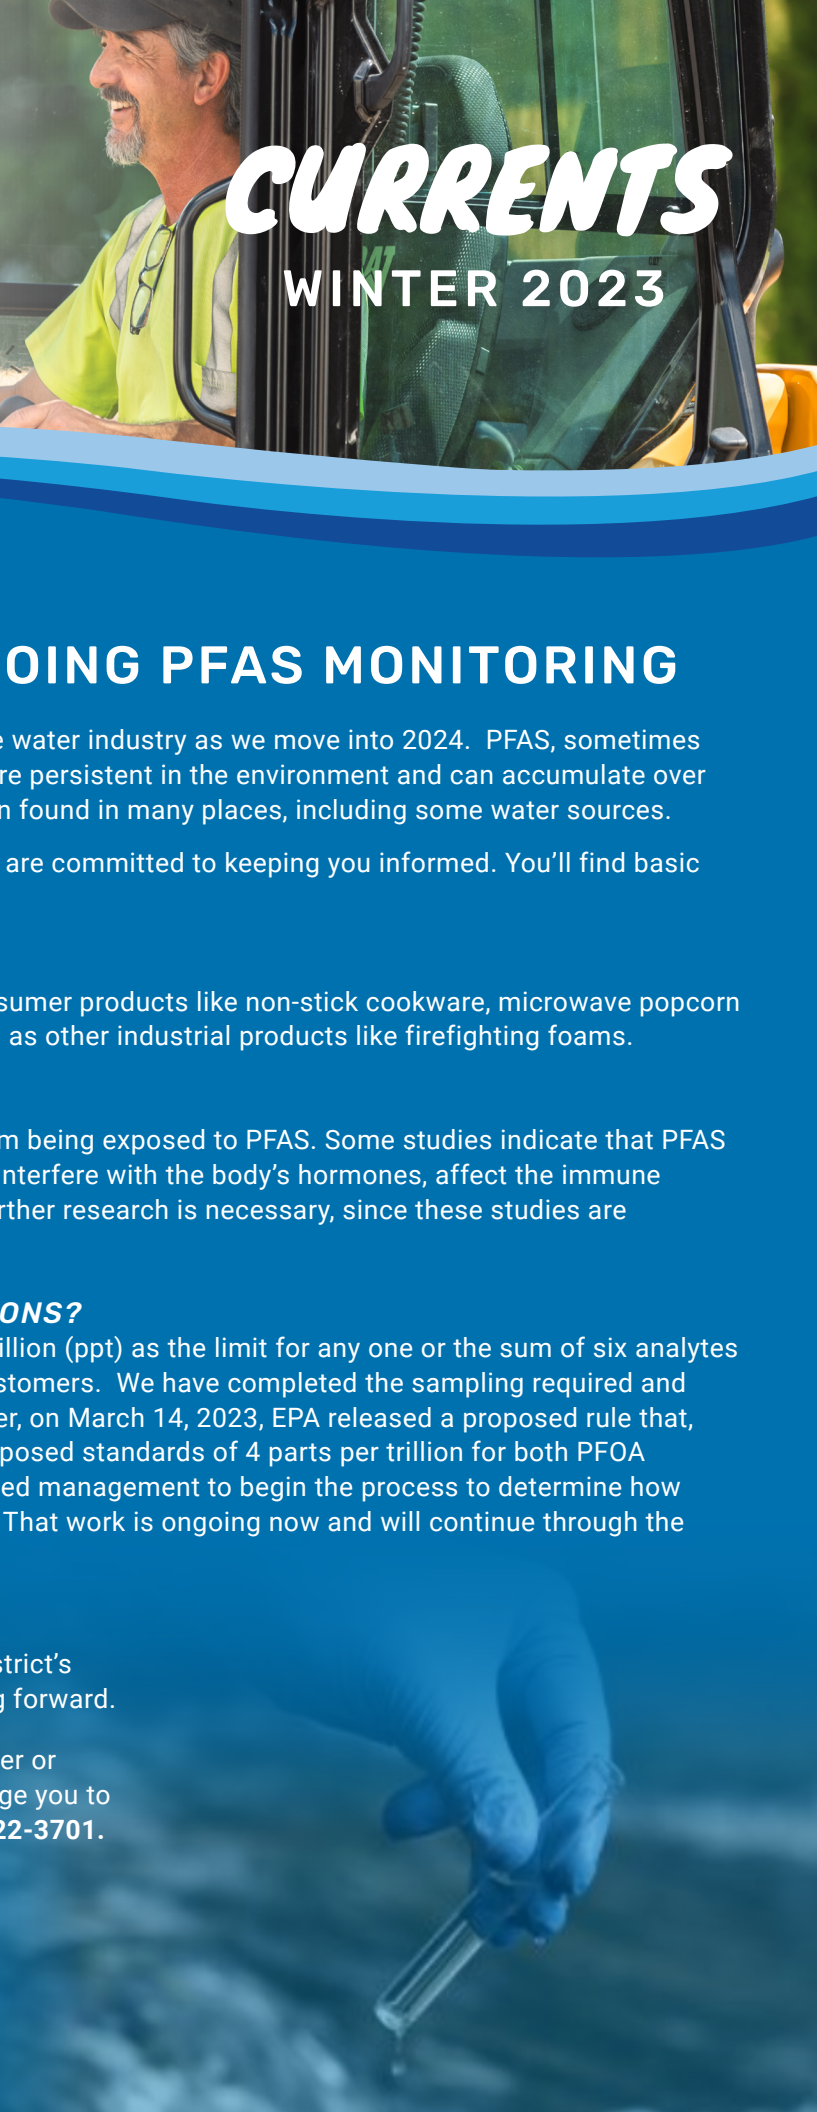 CURRENTS
WINTER 2023
OING PFAS MONITORING
e water industry as we move into 2024.  PFAS, sometimes
re persistent in the environment and can accumulate over
n found in many places, including some water sources.
are committed to keeping you informed. You’ll find basic
sumer products like non-stick cookware, microwave popcorn
as other industrial products like firefighting foams.
m being exposed to PFAS. Some studies indicate that PFAS
nterfere with the body’s hormones, affect the immune
rther research is necessary, since these studies are
ONS?
illion (ppt) as the limit for any one or the sum of six analytes
stomers.  We have completed the sampling required and
er, on March 14, 2023, EPA released a proposed rule that,
posed standards of 4 parts per trillion for both PFOA
ed management to begin the process to determine how
That work is ongoing now and will continue through the
strict’s
g forward.
er or
ge you to
22-3701.